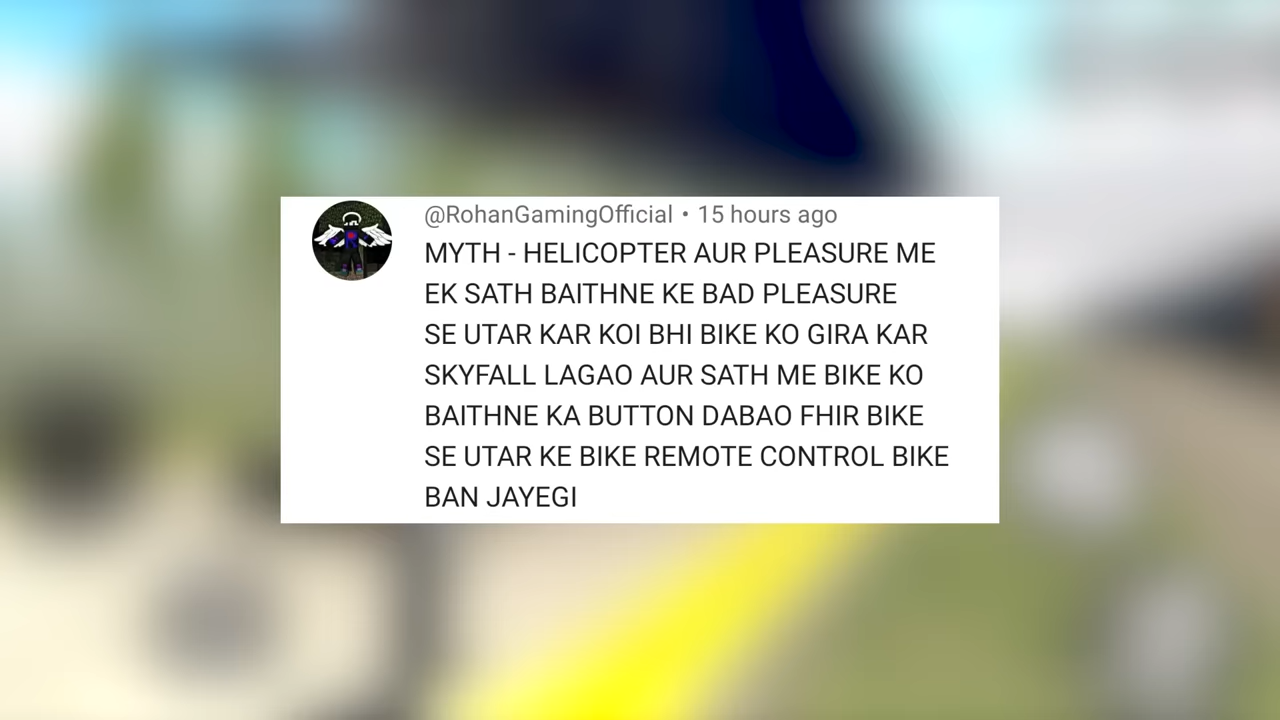 @RohanGamingOfficial • 15 hours ago
MYTH - HELICOPTER AUR PLEASURE ME
EK SATH BAITHNE KE BAD PLEASURE
SE UTAR KAR KOI BHI BIKE KO GIRA KAR
SKYFALL LAGAO AUR SATH ME BIKE KO
BAITHNE KA BUTTON DABAO FHIR BIKE
SE UTAR KE BIKE REMOTE CONTROL BIKE
BAN JAYEGI